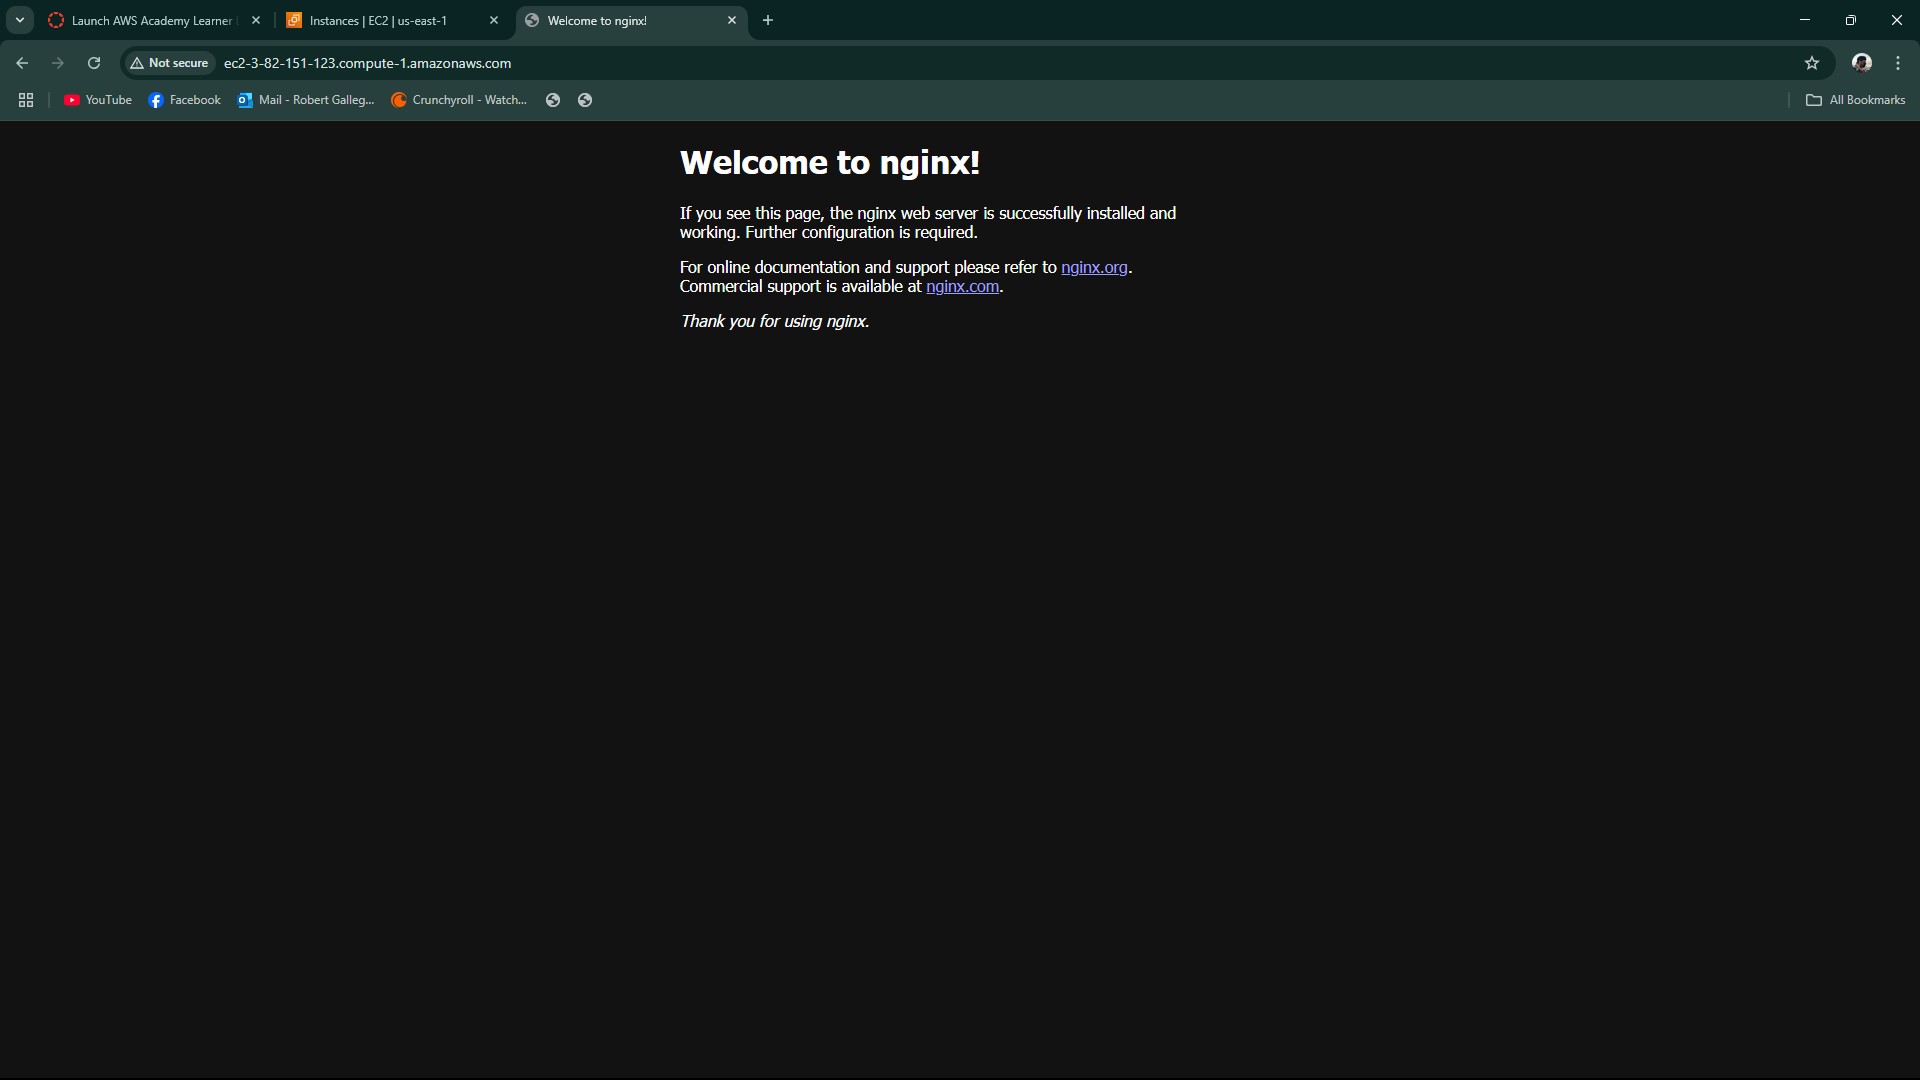 Launch AWS Academy Learner
Instances | EC2 | us-east-1
Welcome to nginx!
Not secure
ec2-3-82-151-123.compute-1.amazonaws.com
YouTube
Facebook
Mail - Robert Galleg...
Crunchyroll - Watch...
All Bookmarks
Welcome to nginx!
If you see this page, the nginx web server is successfully installed and
working. Further configuration is required.
For online documentation and support please refer to nginx.org.
Commercial support is available at nginx.com.
Thank you for using nginx.